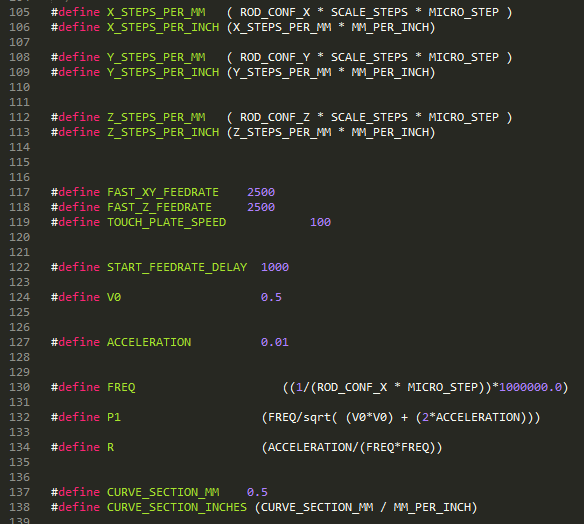 105 #define X_STEPS_PER_MM ( ROD_CONF_X * SCALE_STEPS * MICRO_STEP )
106 #define X_STEPS_PER_INCH (X_STEPS_PER_MM * MM_PER_INCH)
107
108 #define Y_STEPS_PER_MM ( ROD_CONF_Y * SCALE_STEPS * MICRO_STEP )
109 #define Y_STEPS_PER_INCH (Y_STEPS_PER_MM * MM_PER_INCH)
110
111
112 #define Z_STEPS_PER_MM ( ROD_CONF_Z * SCALE_STEPS * MICRO_STEP )
113 #define Z_STEPS_PER_INCH (Z_STEPS_PER_MM * MM_PER_INCH)
114
115
116
117 #define FAST_XY_FEEDRATE 2500
118 #define FAST_Z_FEEDRATE 2500
119 #define TOUCH_PLATE_SPEED 100
120
121
122 #define START_FEEDRATE_DELAY 1000
123
124 #define V0 0.5
125
126
127 #define ACCELERATION 0.01
128
129
130 #define FREQ ((1/(ROD_CONF_X * MICRO_STEP))*1000000.0)
131
132 #define P1 (FREQ/sqrt( (V0*V0) + (2*ACCELERATION)))
133
134 #define R (ACCELERATION/(FREQ*FREQ))
135
136
137 #define CURVE_SECTION_MM 0.5
138 #define CURVE_SECTION_INCHES (CURVE_SECTION_MM / MM_PER_INCH)
139